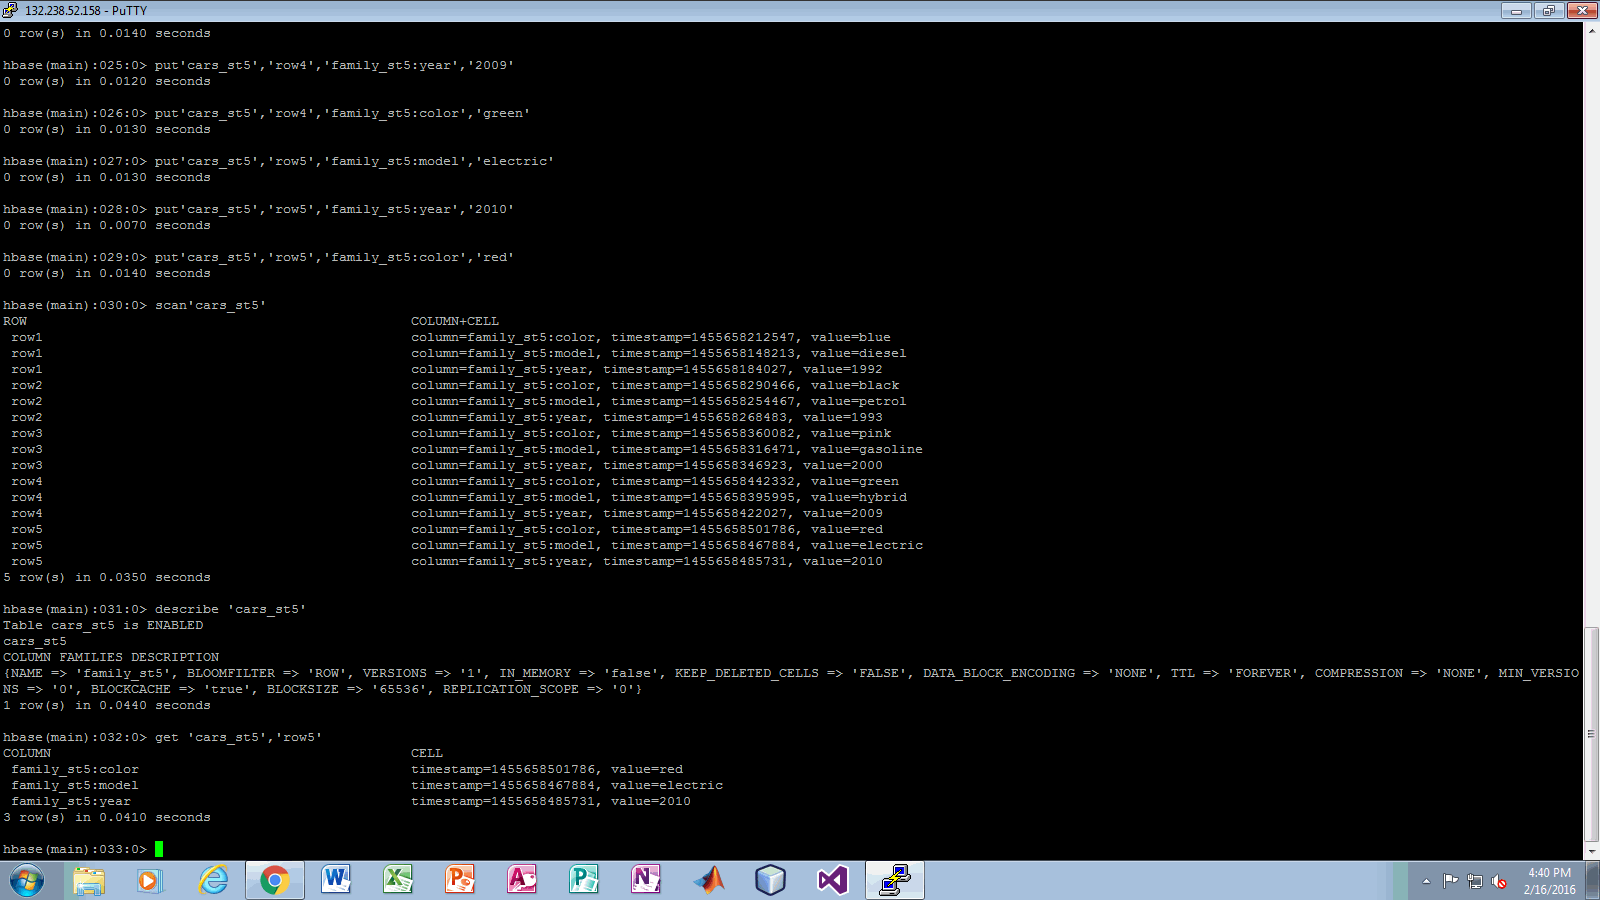 132.238.52.158 - PuTTY
0 row(s) in 0.0140 seconds
hbase(main):025:0> put'cars_st5','row4','family_st5:year','2009'
0 row(s) in 0.0120 seconds
hbase(main):026:0> put'cars_st5','row4','family_st5:color','green'
0 row(s) in 0.0130 seconds
hbase(main):027:0> put'cars_st5','row5','family_st5:model','electric'
0 row(s) in 0.0130 seconds
hbase(main):028:0> put'cars_st5','row5','family_st5:year','2010'
0 row(s) in 0.0070 seconds
hbase(main):029:0> put'cars_st5','row5','family_st5:color','red'
0 row(s) in 0.0140 seconds
hbase(main):030:0> scan'cars_st5'
ROW COLUMN+CELL
row1 column=family_st5:color, timestamp=1455658212547, value=blue
row1 column=family_st5:model, timestamp=1455658148213, value=diesel
row1 column=family_st5:year, timestamp=1455658184027, value=1992
row2 column=family_st5:color, timestamp=1455658290466, value=black
row2 column=family_st5:model, timestamp=1455658254467, value=petrol
row2 column=family_st5:year, timestamp=1455658268483, value=1993
row3 column=family_st5:color, timestamp=1455658360082, value=pink
row3 column=family_st5:model, timestamp=1455658316471, value=gasoline
row3 column=family_st5:year, timestamp=1455658346923, value=2000
row4 column=family_st5:color, timestamp=1455658442332, value=green
row4 column=family_st5:model, timestamp=1455658395995, value=hybrid
row4 column=family_st5:year, timestamp=1455658422027, value=2009
row5 column=family_st5:color, timestamp=1455658501786, value=red
row5 column=family_st5:model, timestamp=1455658467884, value=electric
row5 column=family_st5:year, timestamp=1455658485731, value=2010
5 row(s) in 0.0350 seconds
hbase(main):031:0> describe 'cars_st5'
Table cars_st5 is ENABLED
cars_st5
COLUMN FAMILIES DESCRIPTION
{NAME => 'family_st5', BLOOMFILTER => 'ROW', VERSIONS => '1', IN_MEMORY => 'false', KEEP_DELETED_CELLS => 'FALSE', DATA_BLOCK_ENCODING => 'NONE', TTL => 'FOREVER', COMPRESSION => 'NONE', MIN_VERSIO
NS => '0', BLOCKCACHE => 'true', BLOCKSIZE => '65536', REPLICATION_SCOPE => '0'}
1 row(s) in 0.0440 seconds
hbase(main):032:0> get 'cars_st5','row5'
COLUMN CELL
family_st5:color timestamp=1455658501786, value=red
family_st5:model timestamp=1455658467884, value=electric
family_st5:year timestamp=1455658485731, value=2010
3 row(s) in 0.0410 seconds
hbase(main):033:0>
4:40 PM
2/16/2016